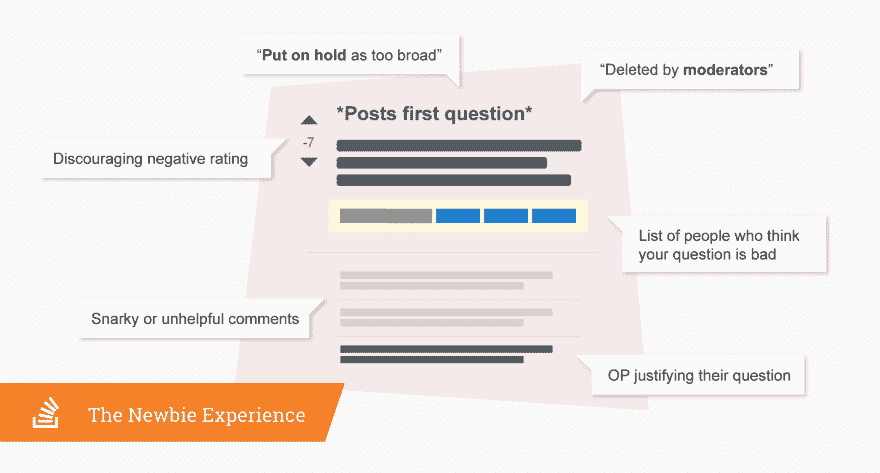 “Put on hold as too broad”
“Deleted by moderators”
*Posts first question*
-7
Discouraging negative rating
List of people who think
your question is bad
Snarky or unhelpful comments
OP justifying their question
The Newbie Experience